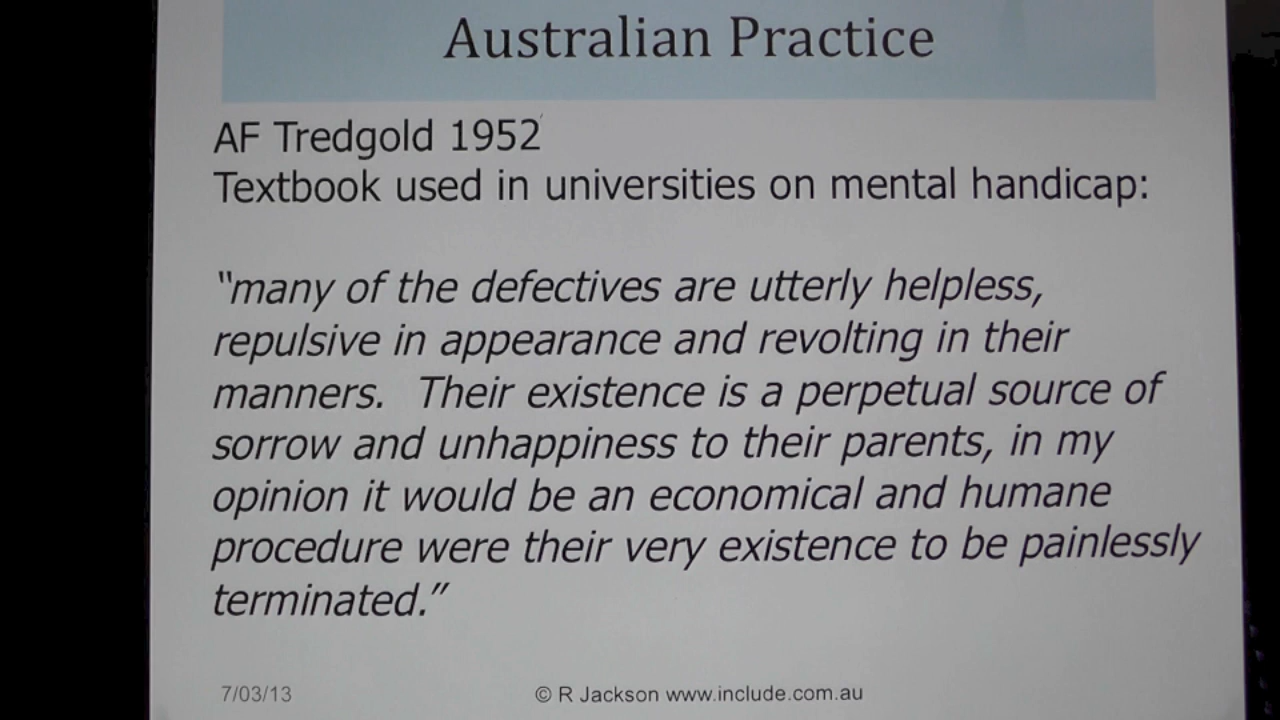 Australian Practice
AF Tredgold 1952
Textbook used in universities on mental handicap:
“many of the defectives are utterly helpless,
repulsive in appearance and revolting in their
manners.  Their existence is a perpetual source of
sorrow and unhappiness to their parents, in my
opinion it would be an economical and humane
procedure were their very existence to be painlessly
terminated.”
7/03/13
© R Jackson www.include.com.au